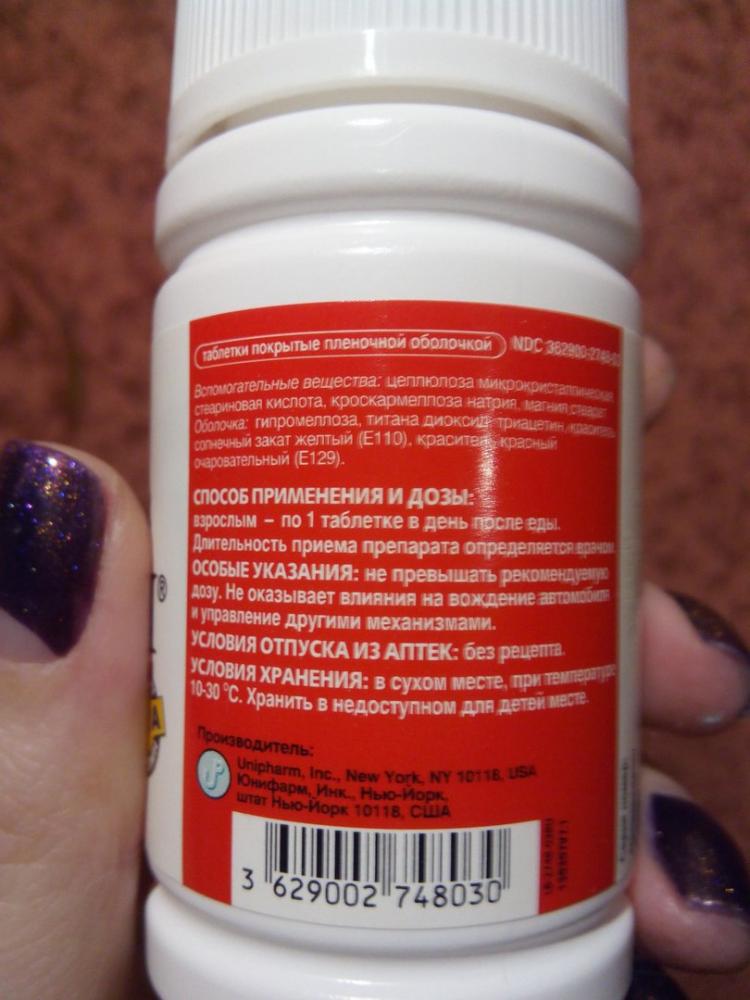 таблетки покрытые пленочной оболочкой NDC 362900-2748-03
Вспомогательные вещества: целлюлоза микрокристаллическая,
стеариновая кислота, кроскармеллоза натрия, магния стеарат.
Оболочка: гипромеллоза, титана диоксид, триацетин, краситель
солнечный закат желтый (Е110), краситель красный
очаровательный (Е129).
СПОСОБ ПРИМЕНЕНИЯ И ДОЗЫ:
взрослым – по 1 таблетке в день после еды.
Длительность приема препарата определяется врачом.
ОСОБЫЕ УКАЗАНИЯ: не превышать рекомендуемую
дозу. Не оказывает влияния на вождение автомобиля
и управление другими механизмами.
УСЛОВИЯ ОТПУСКА ИЗ АПТЕК: без рецепта.
УСЛОВИЯ ХРАНЕНИЯ: в сухом месте, при температуре
10-30 °С. Хранить в недоступном для детей месте.
Производитель:
Unipharm, Inc., New York, NY 10118, USA
Юнифарм, Инк., Нью-Йорк,
штат Нью-Йорк 10118, США
3 629002 748030